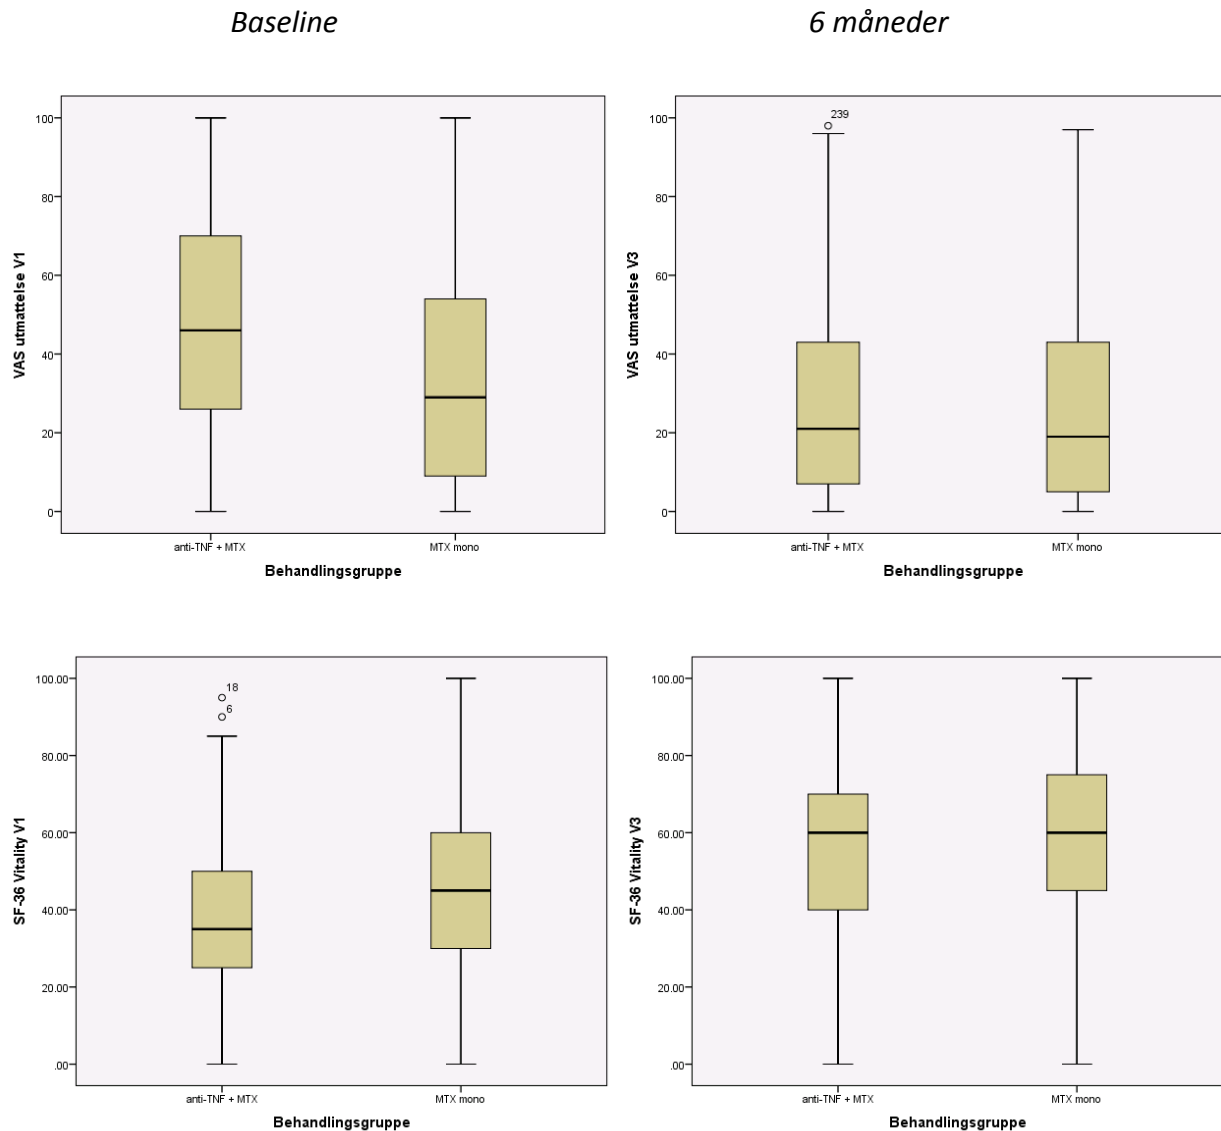 Baseline
6 måneder
VAS utmattelse V1
100
80
60
40
20
0
anti-TNF + MTX
MTX mono
Behandlingsgruppe
VAS utmattelse V3
100
80
60
40
20
0
239
anti-TNF + MTX
MTX mono
Behandlingsgruppe
SF-36 Vitality V1
100.00
80.00
60.00
40.00
20.00
.00
18
6
anti-TNF + MTX
MTX mono
Behandlingsgruppe
SF-36 Vitality V3
100.00
80.00
60.00
40.00
20.00
.00
anti-TNF + MTX
MTX mono
Behandlingsgruppe